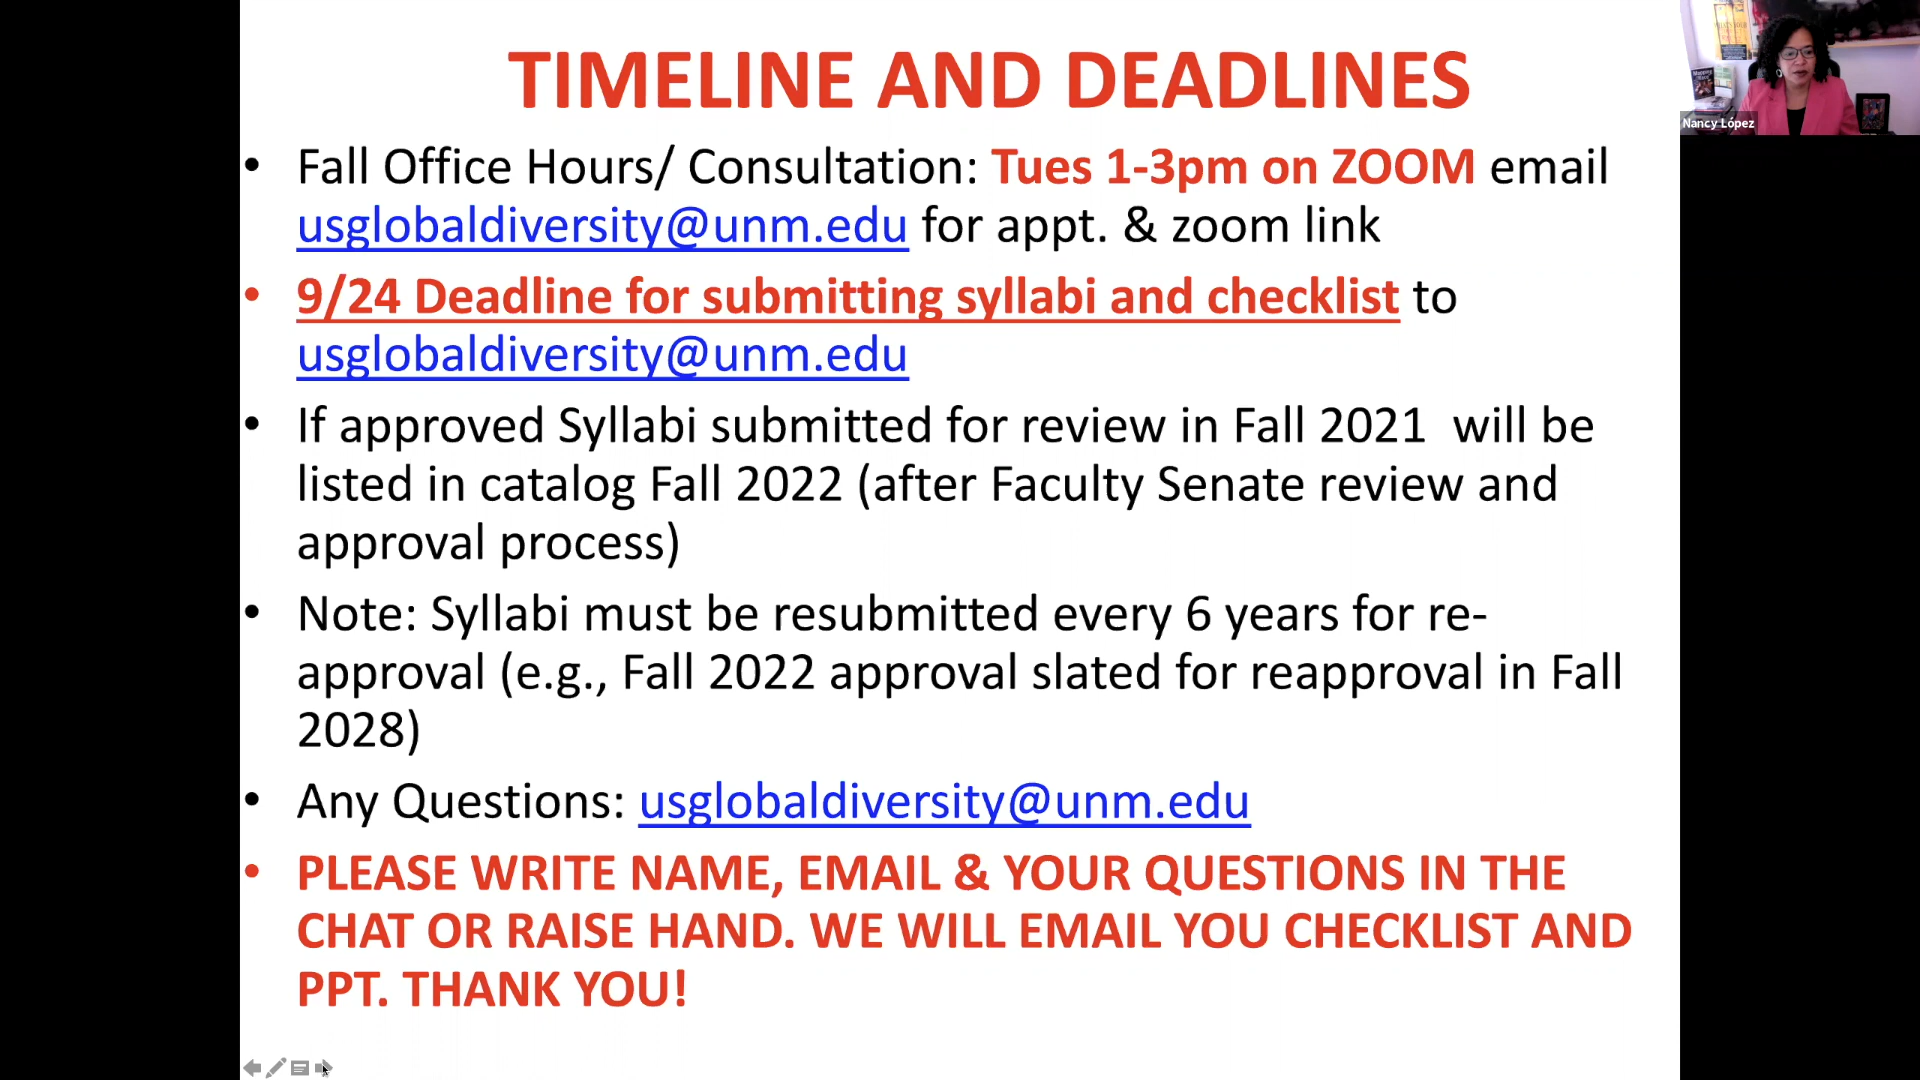 TIMELINE AND DEADLINES
• Fall Office Hours/ Consultation: Tues 1-3pm on ZOOM email
usglobaldiversity@unm.edu for appt. & zoom link
• 9/24 Deadline for submitting syllabi and checklist to
usglobaldiversity@unm.edu
• If approved Syllabi submitted for review in Fall 2021 will be
listed in catalog Fall 2022 (after Faculty Senate review and
approval process)
• Note: Syllabi must be resubmitted every 6 years for re-
approval (e.g., Fall 2022 approval slated for reapproval in Fall
2028)
• Any Questions: usglobaldiversity@unm.edu
• PLEASE WRITE NAME, EMAIL & YOUR QUESTIONS IN THE
CHAT OR RAISE HAND. WE WILL EMAIL YOU CHECKLIST AND
PPT. THANK YOU!
Nancy López